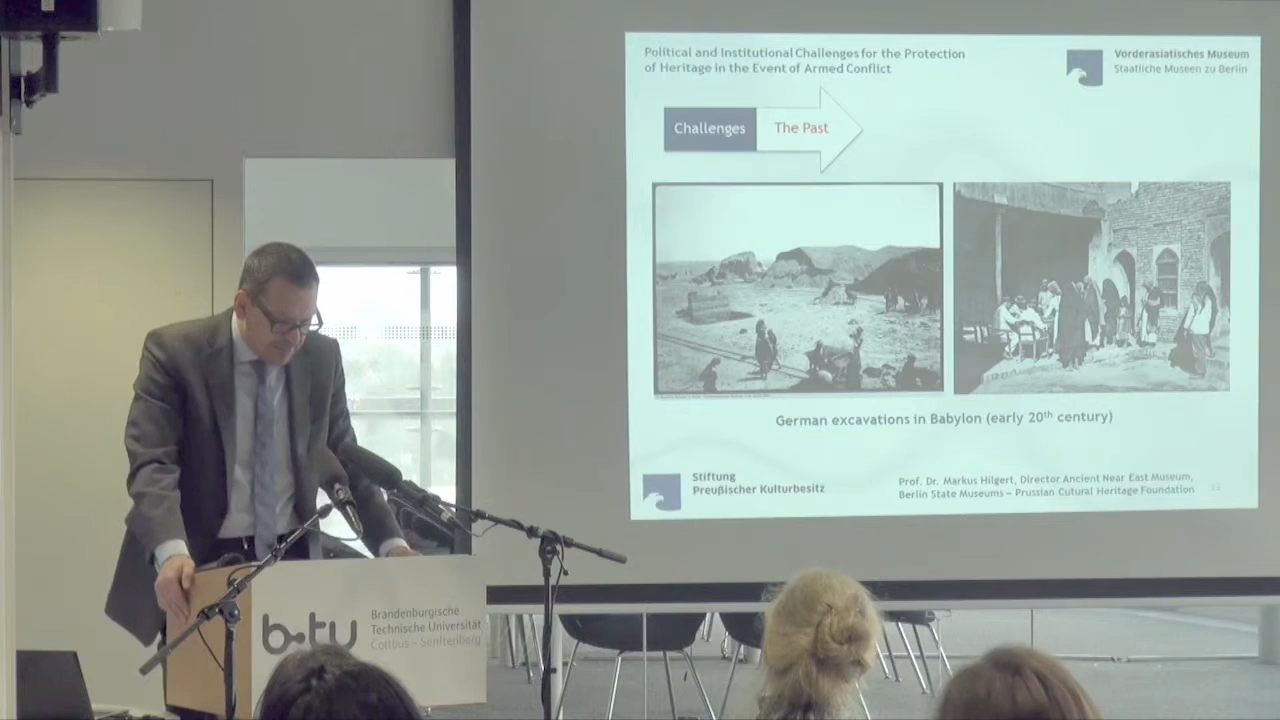 Political and Institutional Challenges for the Protection
of Heritage in the Event of Armed Conflict
Vorderasiatisches Museum
Staatliche Museen zu Berlin
Challenges
The Past
German excavations in Babylon (early 20th century)
Stiftung
Preußischer Kulturbesitz
Prof. Dr. Markus Hilgert, Director Ancient Near East Museum,
Berlin State Museums – Prussian Cutural Heritage Foundation
b-tu
Brandenburgische
Technische Universität
Cottbus - Senftenberg